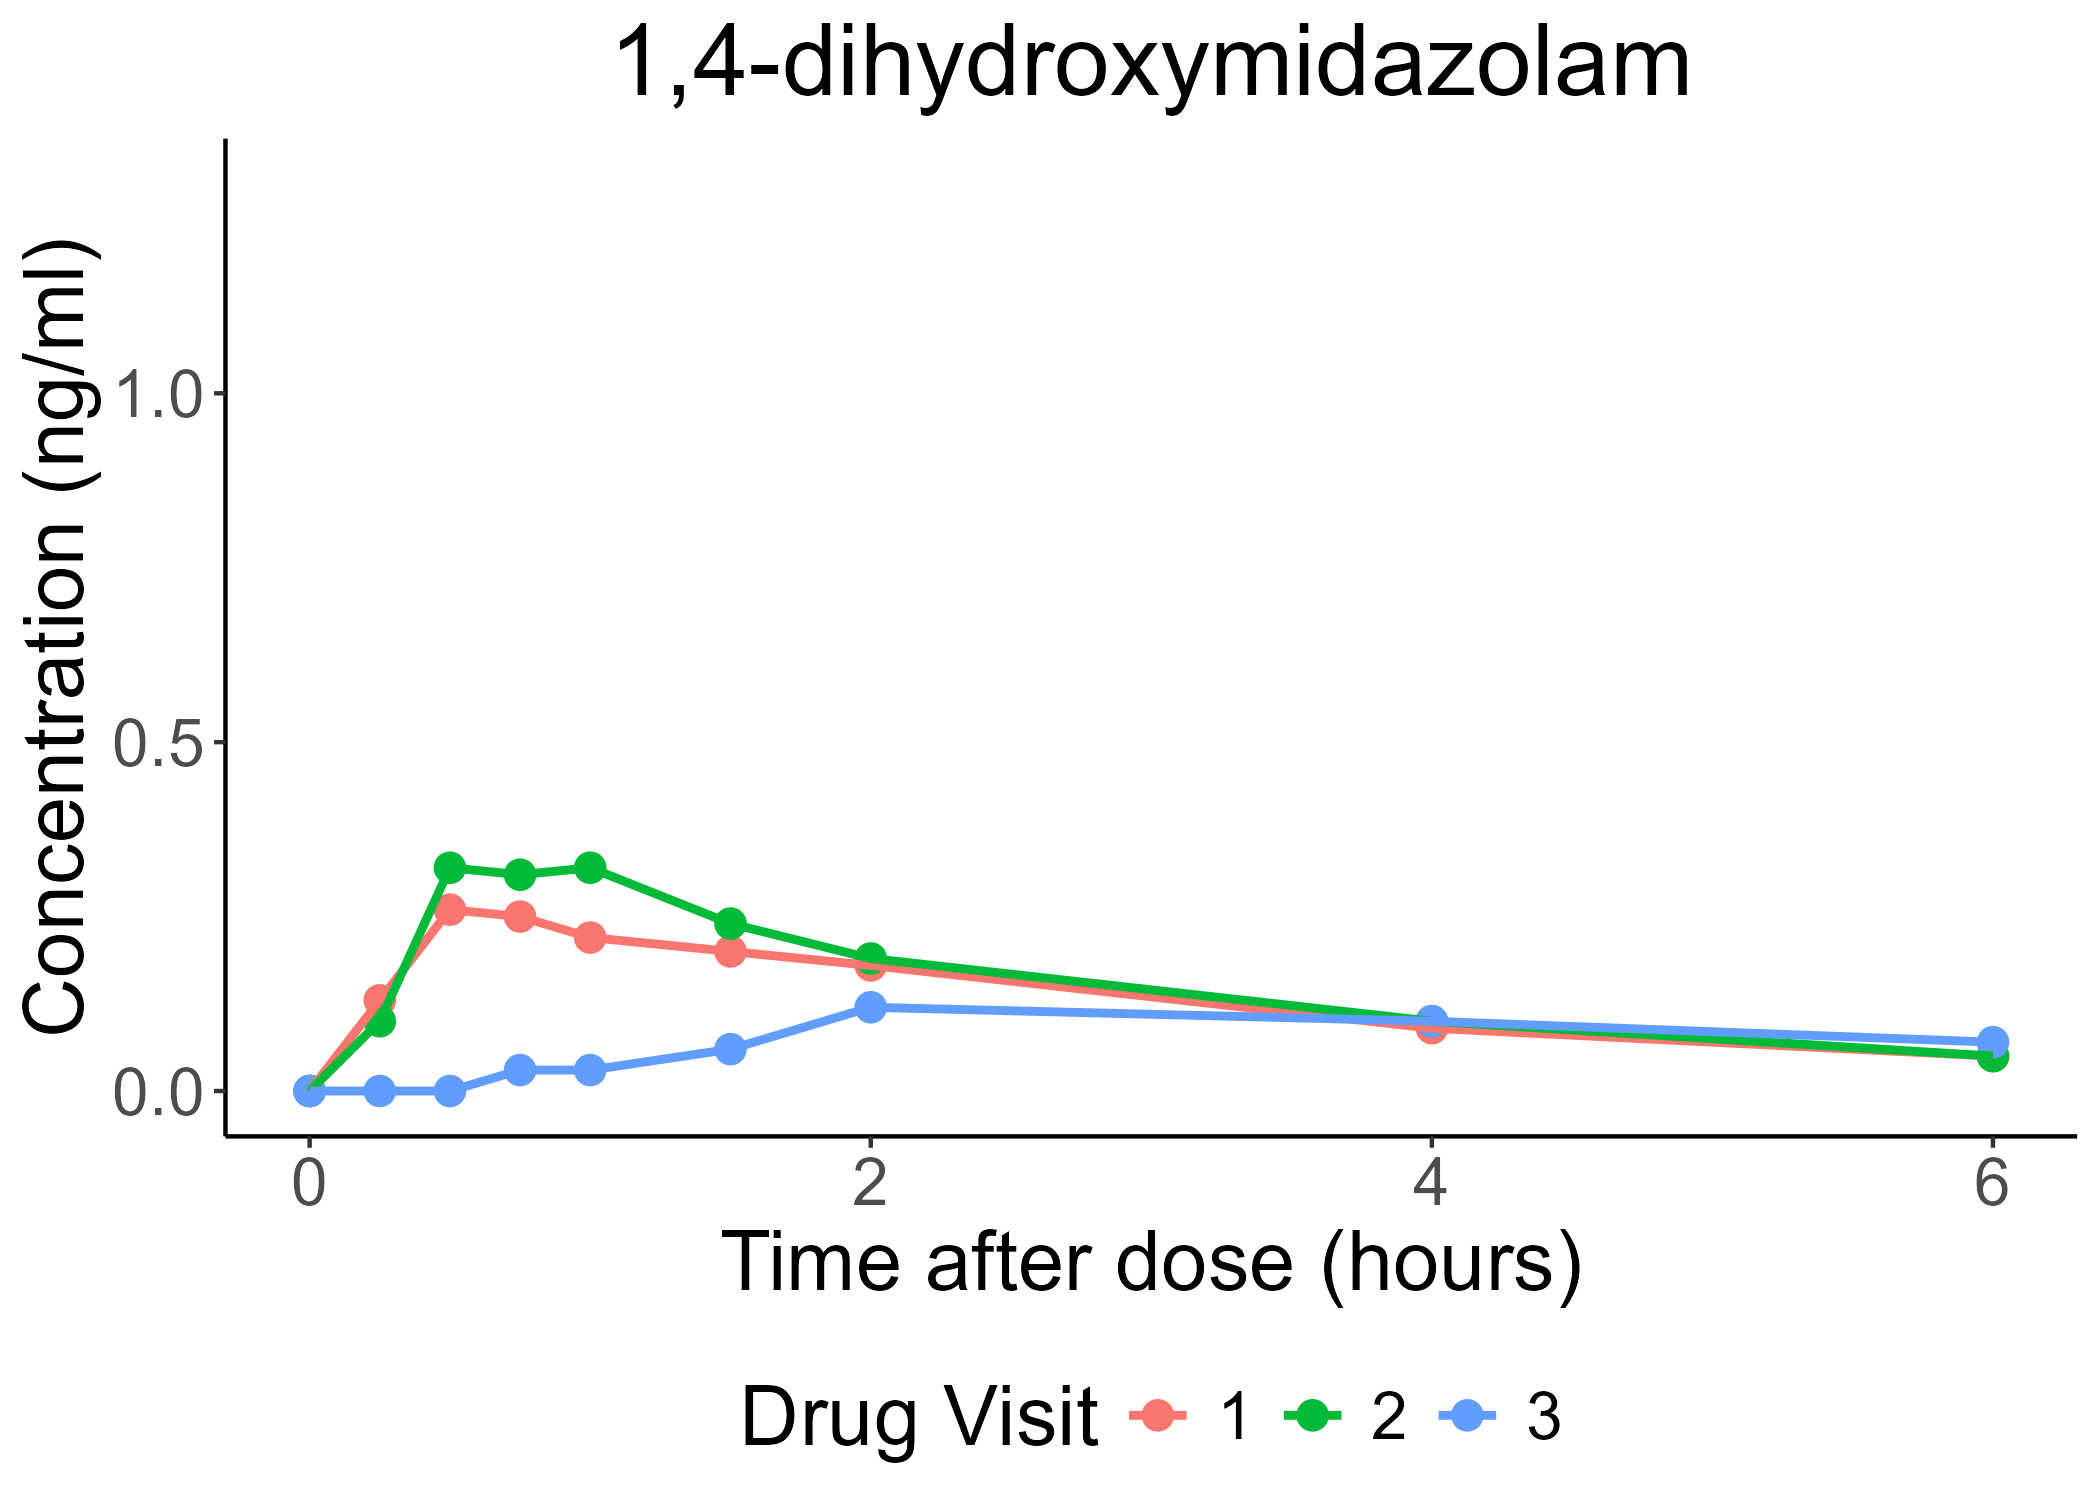 1,4-dihydroxymidazolam
Concentration (ng/ml)
1.0
0.5
0.0
0 2 4 6
Time after dose (hours)
Drug Visit 1 2 3